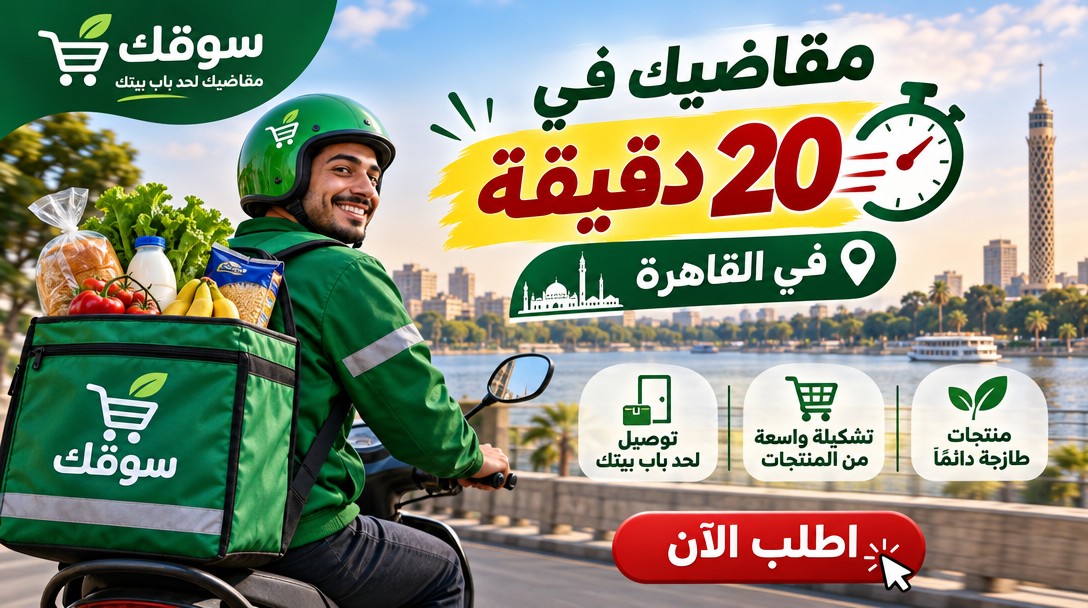 سوقك
مقاضيك لحد باب بيتك
مقاضيك في
20 دقيقة
في القاهرة
سوقك
توصيل
لحد باب بيتك
تشكيلة واسعة
من المنتجات
منتجات
طازجة دائمًا
اطلب الآن